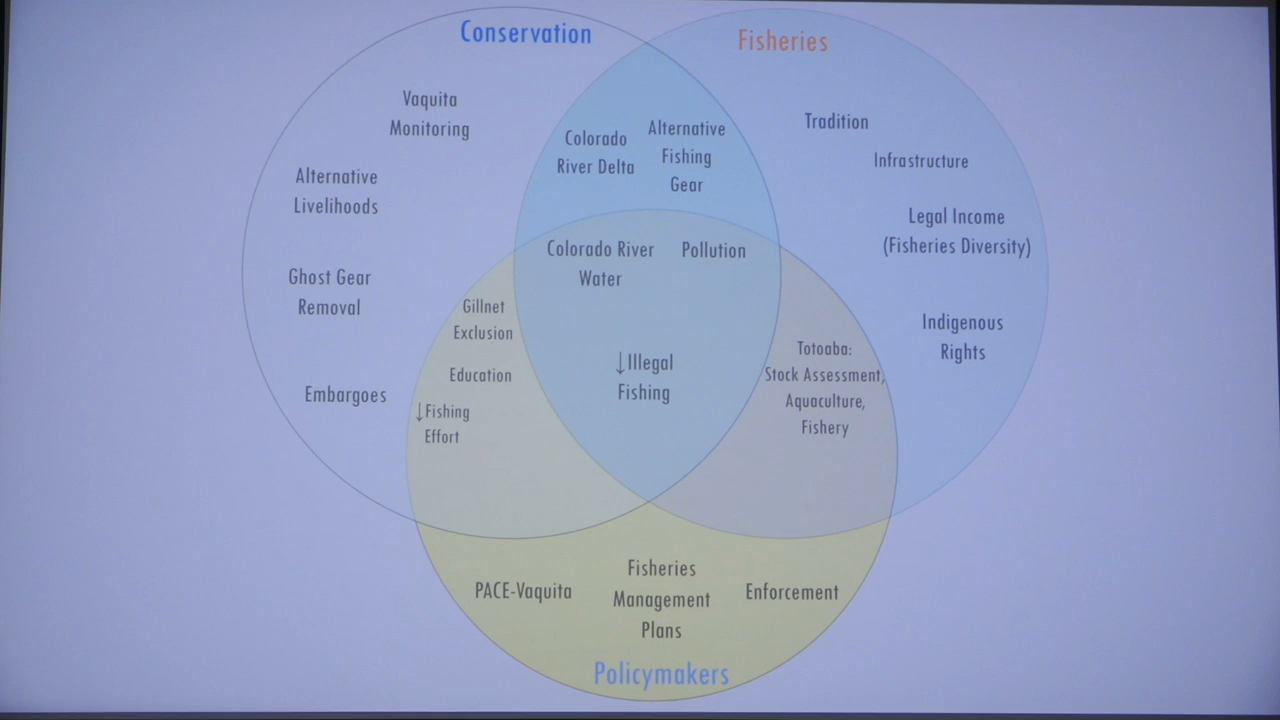 Conservation
Fisheries
Vaquita
Monitoring
Alternative
Livelihoods
Ghost Gear
Removal
Embargoes
Colorado
River Delta
Alternative
Fishing
Gear
Tradition
Infrastructure
Legal Income
(Fisheries Diversity)
Indigenous
Rights
Colorado River
Water
Pollution
↓Illegal
Fishing
Gillnet
Exclusion
Education
↓Fishing
Effort
Totoaba:
Stock Assessment,
Aquaculture,
Fishery
PACE-Vaquita
Fisheries
Management
Plans
Enforcement
Policymakers